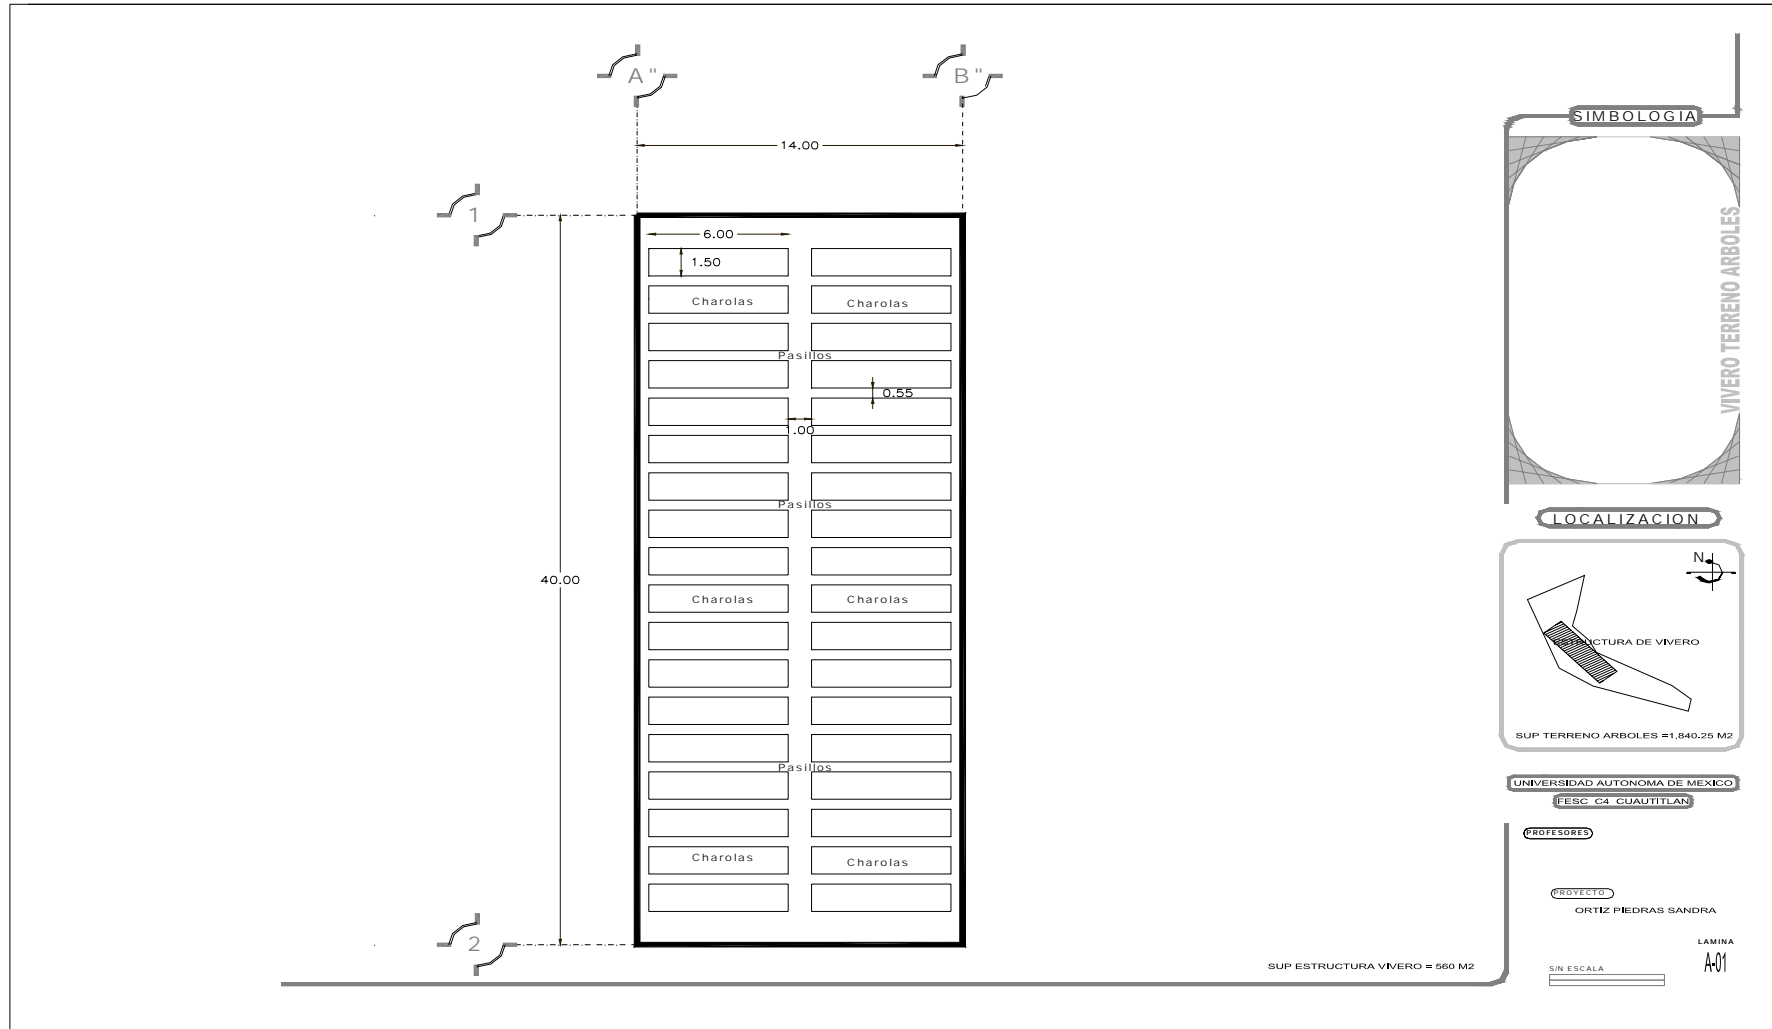 A"
B"
14.00
1
6.00
1.50
Charolas
Charolas
Pasillos
0.55
1.00
Pasillos
40.00
Charolas
Charolas
Pasillos
Charolas
Charolas
2
SUP ESTRUCTURA VIVERO = 560 M2
SIMBOLOGIA
VIVERO TERRENO ARBOLES
LOCALIZACION
N
ESTRUCTURA DE VIVERO
SUP TERRENO ARBOLES =1,840.25 M2
UNIVERSIDAD AUTONOMA DE MEXICO
FESC C4 CUAUTITLAN
PROFESORES
PROYECTO
ORTIZ PIEDRAS SANDRA
LAMINA
A-01
S/N ESCALA